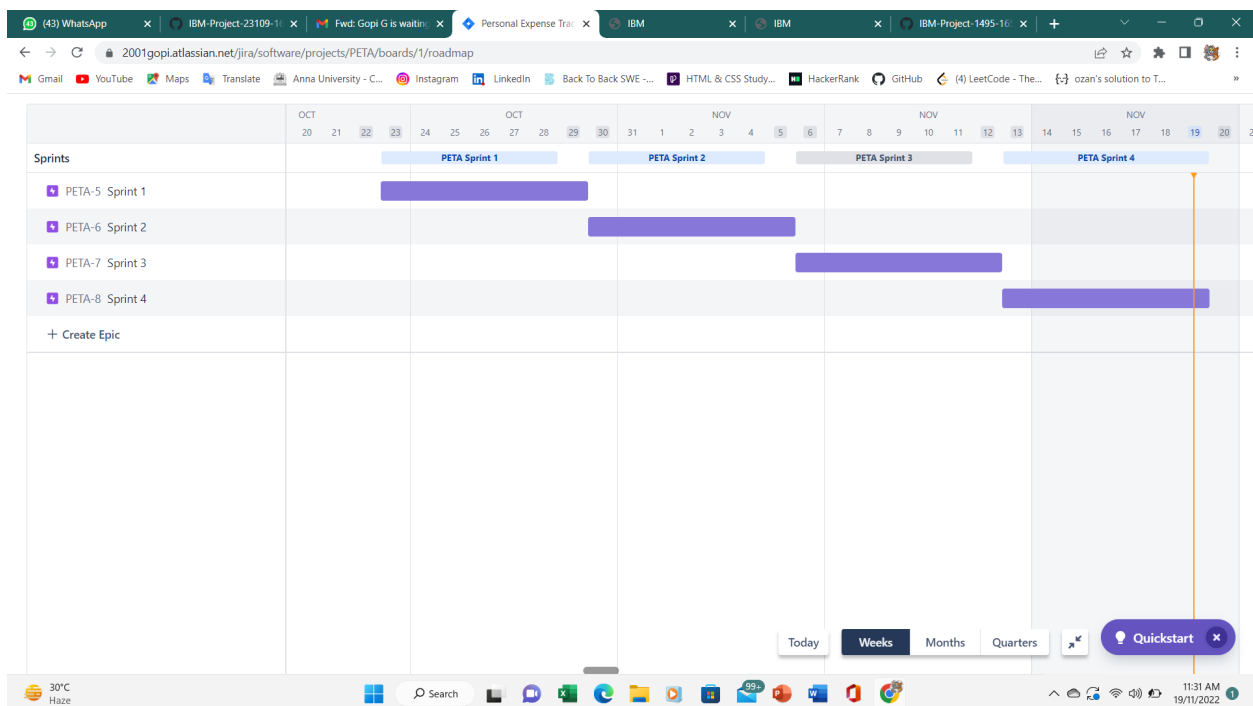 (43) WhatsApp
IBM-Project-23109-16
Fwd: Gopi G is waiting
Personal Expense Trac
IBM
IBM
IBM-Project-1495-165
2001gopi.atlassian.net/jira/software/projects/PETA/boards/1/roadmap
Gmail YouTube Maps Translate Anna University - C... Instagram LinkedIn Back To Back SWE -... HTML & CSS Study... HackerRank GitHub (4) LeetCode - The... ozan's solution to T... »
OCT OCT NOV NOV NOV
20 21 22 23 24 25 26 27 28 29 30 31 1 2 3 4 5 6 7 8 9 10 11 12 13 14 15 16 17 18 19 20 2
Sprints PETA Sprint 1 PETA Sprint 2 PETA Sprint 3 PETA Sprint 4
PETA-5 Sprint 1
PETA-6 Sprint 2
PETA-7 Sprint 3
PETA-8 Sprint 4
+ Create Epic
Today Weeks Months Quarters Quickstart
30°C
Haze
Search
99+
11:31 AM
19/11/2022
1